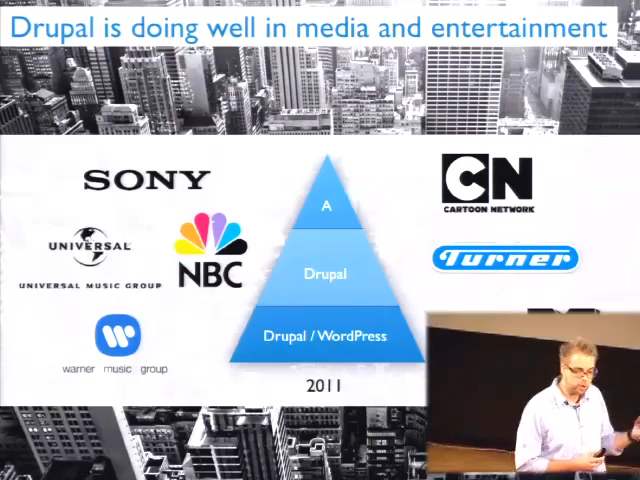 Drupal is doing well in media and entertainment
SONY
UNIVERSAL
UNIVERSAL MUSIC GROUP
NBC
warner music group
A
Drupal
Drupal / WordPress
2011
CN
CARTOON NETWORK
Turner